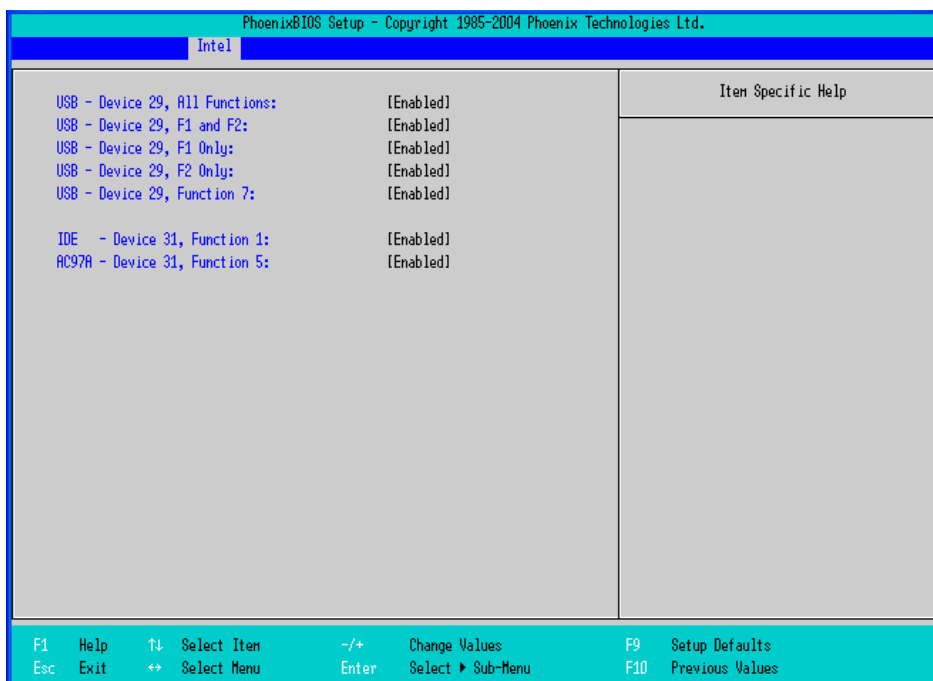 PhoenixBIOS Setup - Copyright 1985-2004 Phoenix Technologies Ltd.
Intel
Item Specific Help
USB - Device 29, All Functions: [Enabled]
USB - Device 29, F1 and F2: [Enabled]
USB - Device 29, F1 Only: [Enabled]
USB - Device 29, F2 Only: [Enabled]
USB - Device 29, Function 7: [Enabled]
IDE - Device 31, Function 1: [Enabled]
AC97A - Device 31, Function 5: [Enabled]
F1 Help ↑↓ Select Item -/+ Change Values F9 Setup Defaults
Esc Exit ↔ Select Menu Enter Select ▶ Sub-Menu F10 Previous Values